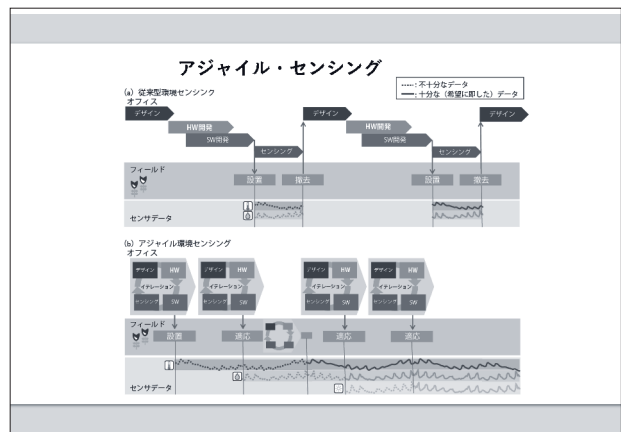 アジャイル・センシング
-----: 不十分なデータ
——: 十分な（希望に即した）データ
(a) 従来型環境センシング
オフィス
デザイン
HW開発
SW開発
センシング
デザイン
HW開発
SW開発
センシング
デザイン
フィールド
設置
撤去
設置
撤去
センサデータ
(b) アジャイル環境センシング
オフィス
デザイン HW
イテレーション
センシング SW
デザイン HW
イテレーション
センシング SW
デザイン HW
イテレーション
センシング SW
デザイン HW
イテレーション
センシング SW
フィールド
設置
適応
適応
適応
センサデータ